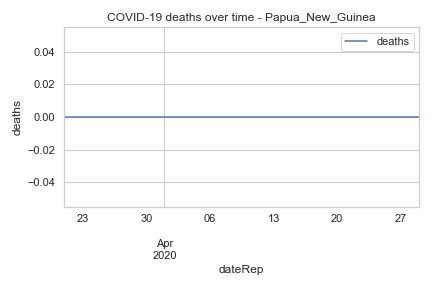 COVID-19 deaths over time - Papua_New_Guinea
deaths
0.04
0.02
0.00
−0.02
−0.04
deaths
23 30 06 13 20 27
Apr
2020
dateRep